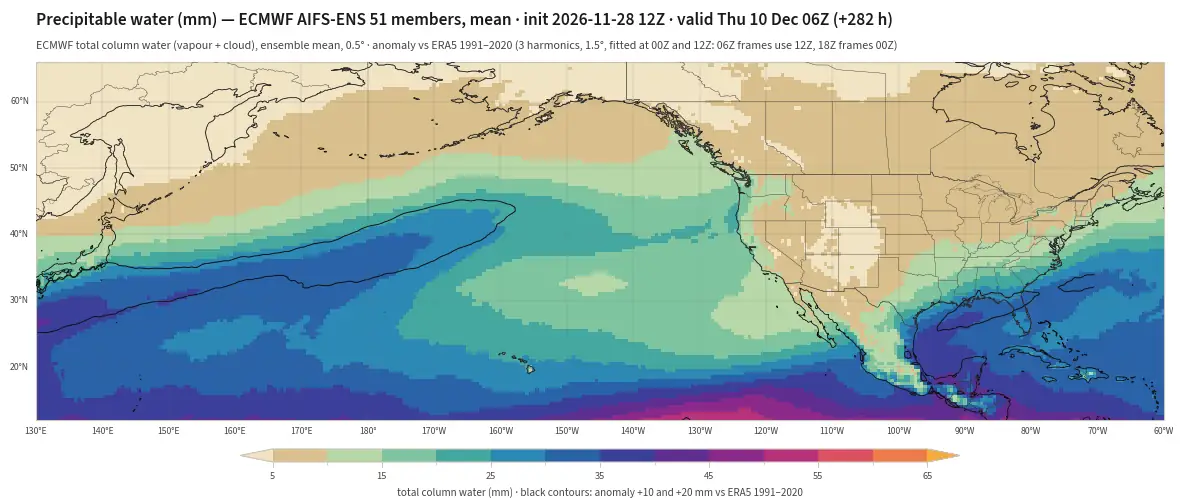 Precipitable water (mm) — ECMWF AIFS-ENS 51 members, mean · init 2026-11-28 12Z · valid Thu 10 Dec 06Z (+282 h)
ECMWF total column water (vapour + cloud), ensemble mean, 0.5° · anomaly vs ERA5 1991–2020 (3 harmonics, 1.5°, fitted at 00Z and 12Z: 06Z frames use 12Z, 18Z frames 00Z)
60°N
50°N
40°N
30°N
20°N
130°E 140°E 150°E 160°E 170°E 180° 170°W 160°W 150°W 140°W 130°W 120°W 110°W 100°W 90°W 80°W 70°W 60°W
5 15 25 35 45 55 65
total column water (mm) · black contours: anomaly +10 and +20 mm vs ERA5 1991–2020